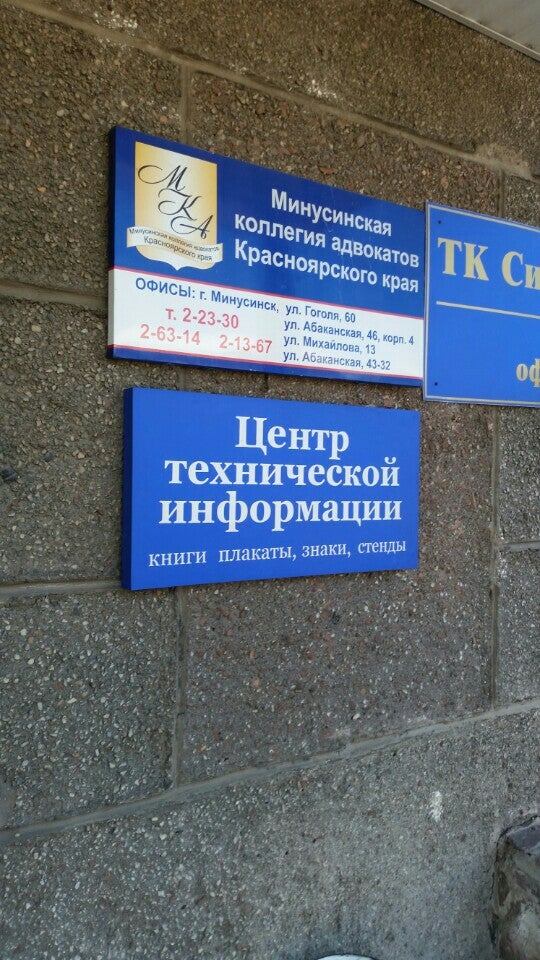 МКА
Минусинская коллегия адвокатов
Красноярского края
Минусинская
коллегия адвокатов
Красноярского края
ОФИСЫ: г. Минусинск, ул. Гоголя, 60
т. 2-23-30
ул. Абаканская, 46, корп. 4
2-63-14 2-13-67
ул. Михайлова, 13
ул. Абаканская, 43-32
ТК Си
оф
Центр
технической
информации
книги плакаты, знаки, стенды